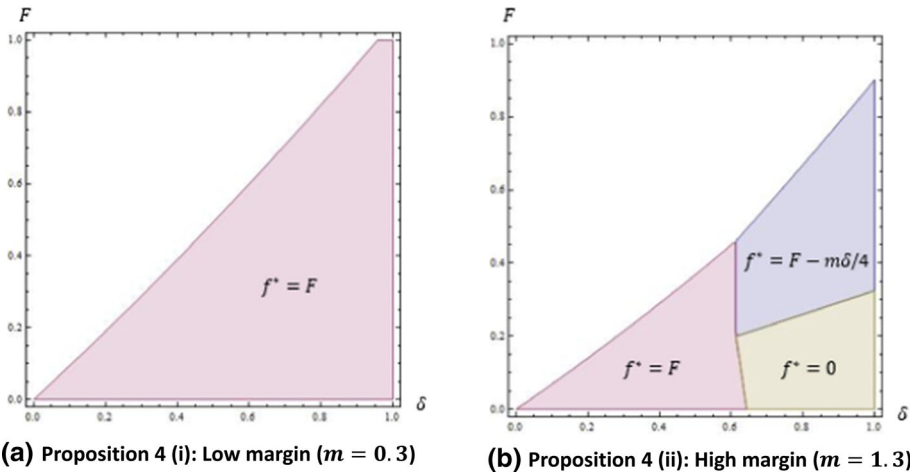 F
1.0
0.8
0.6
0.4
0.2
0.0
0.0 0.2 0.4 0.6 0.8 1.0 δ
f* = F
(a) Proposition 4 (i): Low margin (m = 0.3)
F
1.0
0.8
0.6
0.4
0.2
0.0
0.0 0.2 0.4 0.6 0.8 1.0 δ
f* = F − mδ/4
f* = F
f* = 0
(b) Proposition 4 (ii): High margin (m = 1.3)